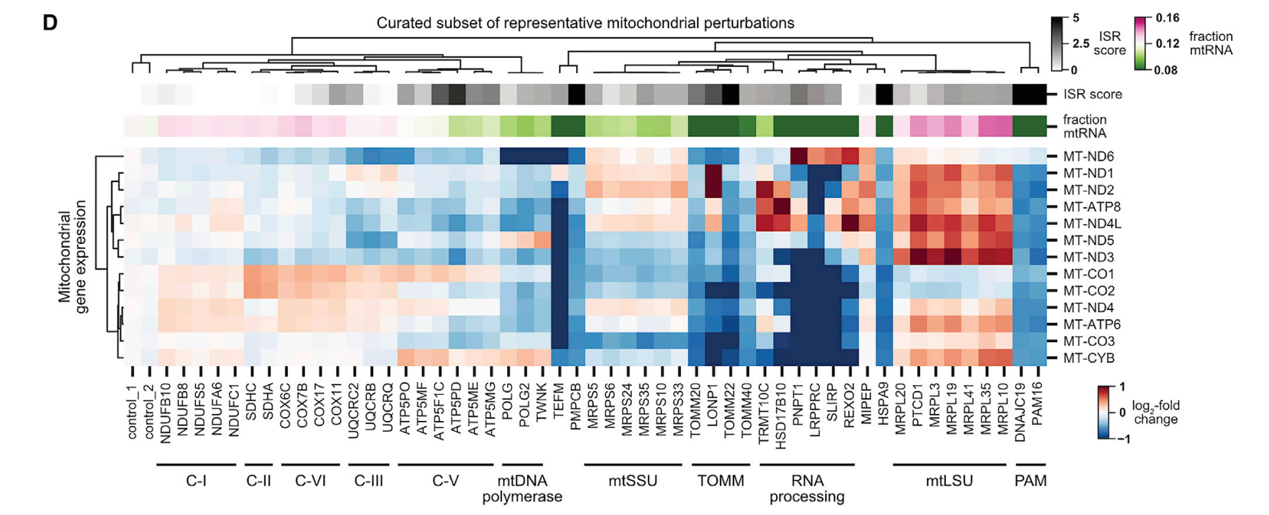 D
Curated subset of representative mitochondrial perturbations
5
2.5
0
ISR
score
0.16
0.12
0.08
fraction
mtRNA
ISR score
fraction
mtRNA
Mitochondrial
gene expression
MT-ND6
MT-ND1
MT-ND2
MT-ATP8
MT-ND4L
MT-ND5
MT-ND3
MT-CO1
MT-CO2
MT-ND4
MT-ATP6
MT-CO3
MT-CYB
control_1
control_2
NDUFB10
NDUFB8
NDUFS5
NDUFA6
NDUFC1
SDHC
SDHA
COX6C
COX7B
COX17
COX11
UQCRC2
UQCRB
UQCRQ
ATP5PO
ATP5MF
ATP5F1C
ATP5PD
ATP5ME
ATP5MG
POLG
POLG2
TWNK
TEFM
PMPCB
MRPS5
MRPS6
MRPS24
MRPS35
MRPS10
MRPS33
TOMM20
LONP1
TOMM22
TOMM40
TRMT10C
HSD17B10
PNPT1
LRPPRC
SLIRP
REXO2
MIPEP
HSPA9
MRPL20
PTCD1
MRPL3
MRPL19
MRPL41
MRPL35
MRPL10
DNAJC19
PAM16
1
0
−1
log2-fold
change
C-I
C-II
C-VI
C-III
C-V
mtDNA
polymerase
mtSSU
TOMM
RNA
processing
mtLSU
PAM